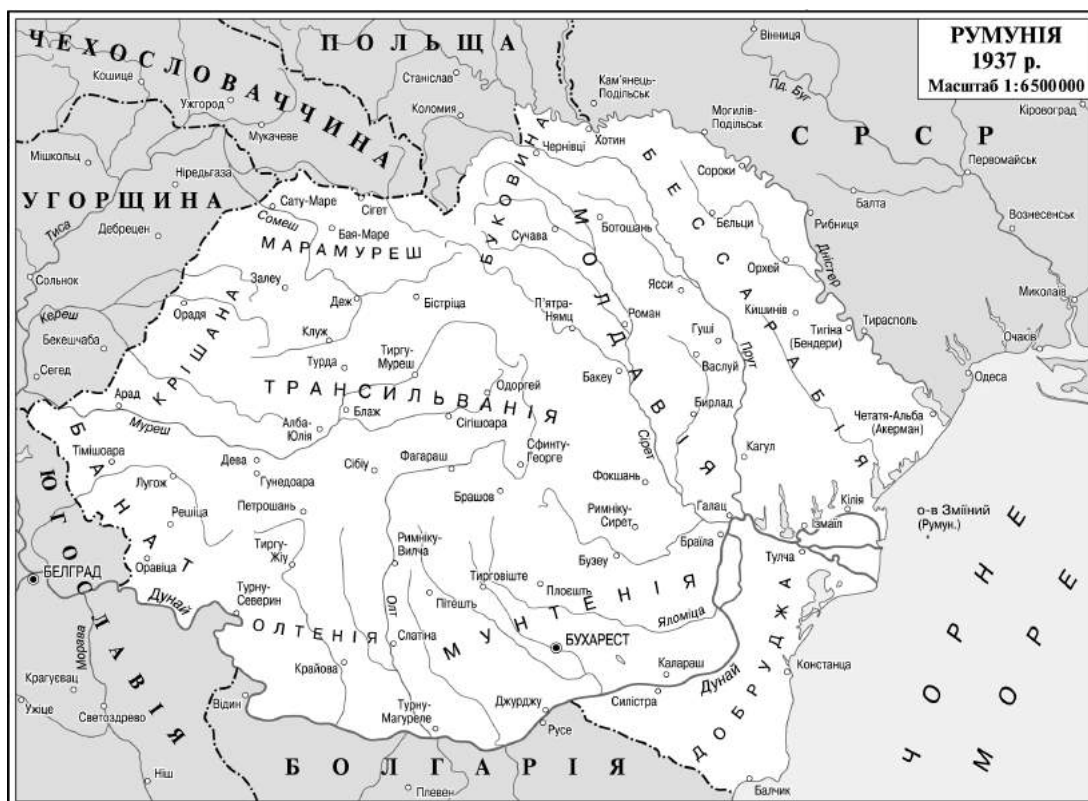 РУМУНІЯ
1937 р.
Масштаб 1:6500000
ЧЕХОСЛОВАЧЧИНА
ПОЛЬЩА
СРСР
УГОРЩИНА
ЮГОСЛАВІЯ
БОЛГАРІЯ
ЧОРНЕ
МОРЕ
Кошице
Ужгород
Мукачеве
Станіслав
Коломия
Кам'янець-
Подільськ
Вінниця
Пд. Буг
Могилів-
Подільськ
Кіровоград
Первомайськ
Балта
Вознесенськ
Рибниця
Миколаїв
Очаків
Одеса
Тирасполь
Дністер
Мішкольц
Ніредьгаза
Тиса
Дебрецен
Сольнок
Кереш
Бекешчаба
Сегед
БУКОВИНА
Чернівці
Хотин
БЕССАРАБІЯ
Сороки
Бєльці
Орхей
Кишинів
Тигіна
(Бендери)
Четатя-Альба
(Акерман)
Кагул
Кілія
Ізмаїл
о-в Зміїний
(Румун.)
МОЛДАВІЯ
Сучава
Ботошань
Ясси
П'ятра-
Нямц
Роман
Гуші
Васлуй
Бакеу
Бирлад
Прут
Сірет
Фокшань
Галац
Римніку-
Сирет
Браїла
Бузеу
Тулча
МАРАМУРЕШ
Сату-Маре
Сігет
Сомеш
Бая-Маре
КРІШАНА
Залеу
Деж
Бістріца
Орадя
Клуж
Турда
Тиргу-
Муреш
ТРАНСИЛЬВАНІЯ
Одоргей
Блаж
Алба-
Юлія
Сігішоара
Сфинту-
Георге
Арад
Муреш
БАНАТ
Тімішоара
Лугож
Дева
Гунедоара
Сібіу
Фагараш
Брашов
Петрошань
Решіца
Оравіца
Тиргу-
Жіу
Римніку-
Вилча
Тирговіште
Плоєшть
Турну-
Северин
ОЛТЕНІЯ
Олт
Пітешть
Слатіна
МУНТЕНІЯ
Яломіца
БУХАРЕСТ
Крайова
Калараш
Дунай
Силістра
Констанца
ДОБРУДЖА
Турну-
Магуреле
Джурджу
Русе
Балчик
БЕЛГРАД
Дунай
Морава
Крагуєвац
Ужіце
Светоздрево
Ніш
Відин
Плевен